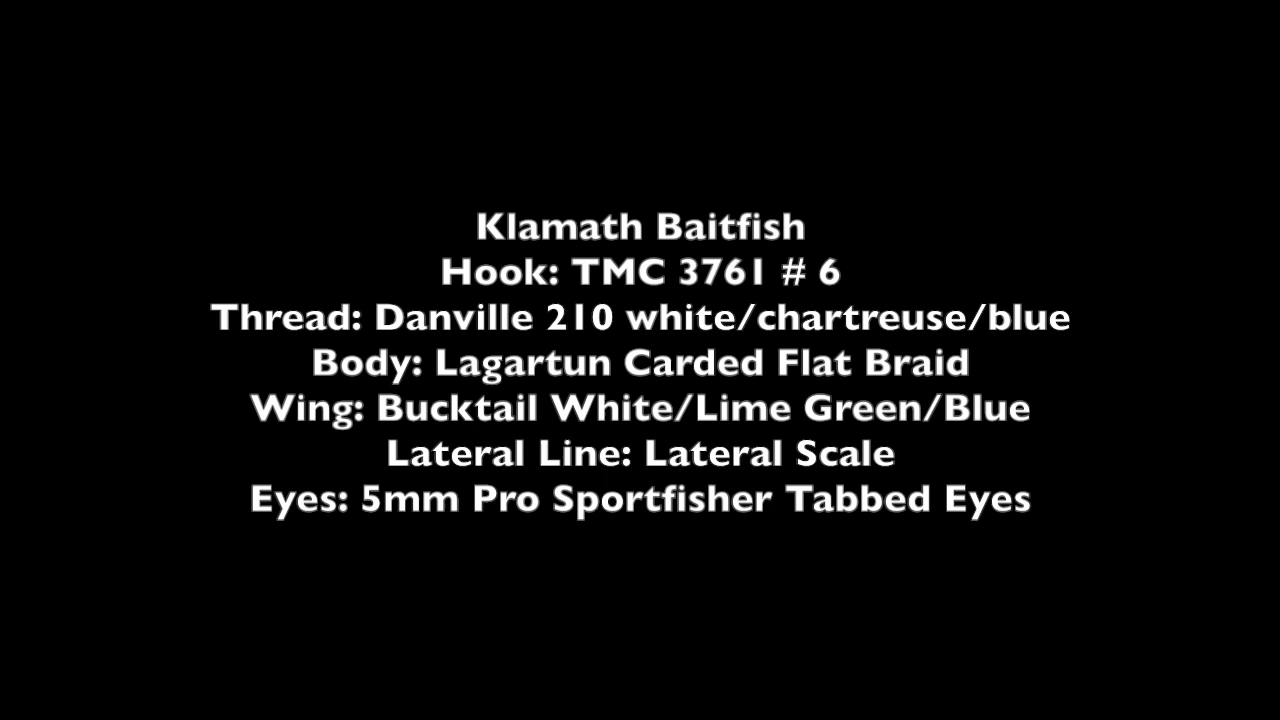 Klamath Baitfish
Hook: TMC 3761 # 6
Thread: Danville 210 white/chartreuse/blue
Body: Lagartun Carded Flat Braid
Wing: Bucktail White/Lime Green/Blue
Lateral Line: Lateral Scale
Eyes: 5mm Pro Sportfisher Tabbed Eyes